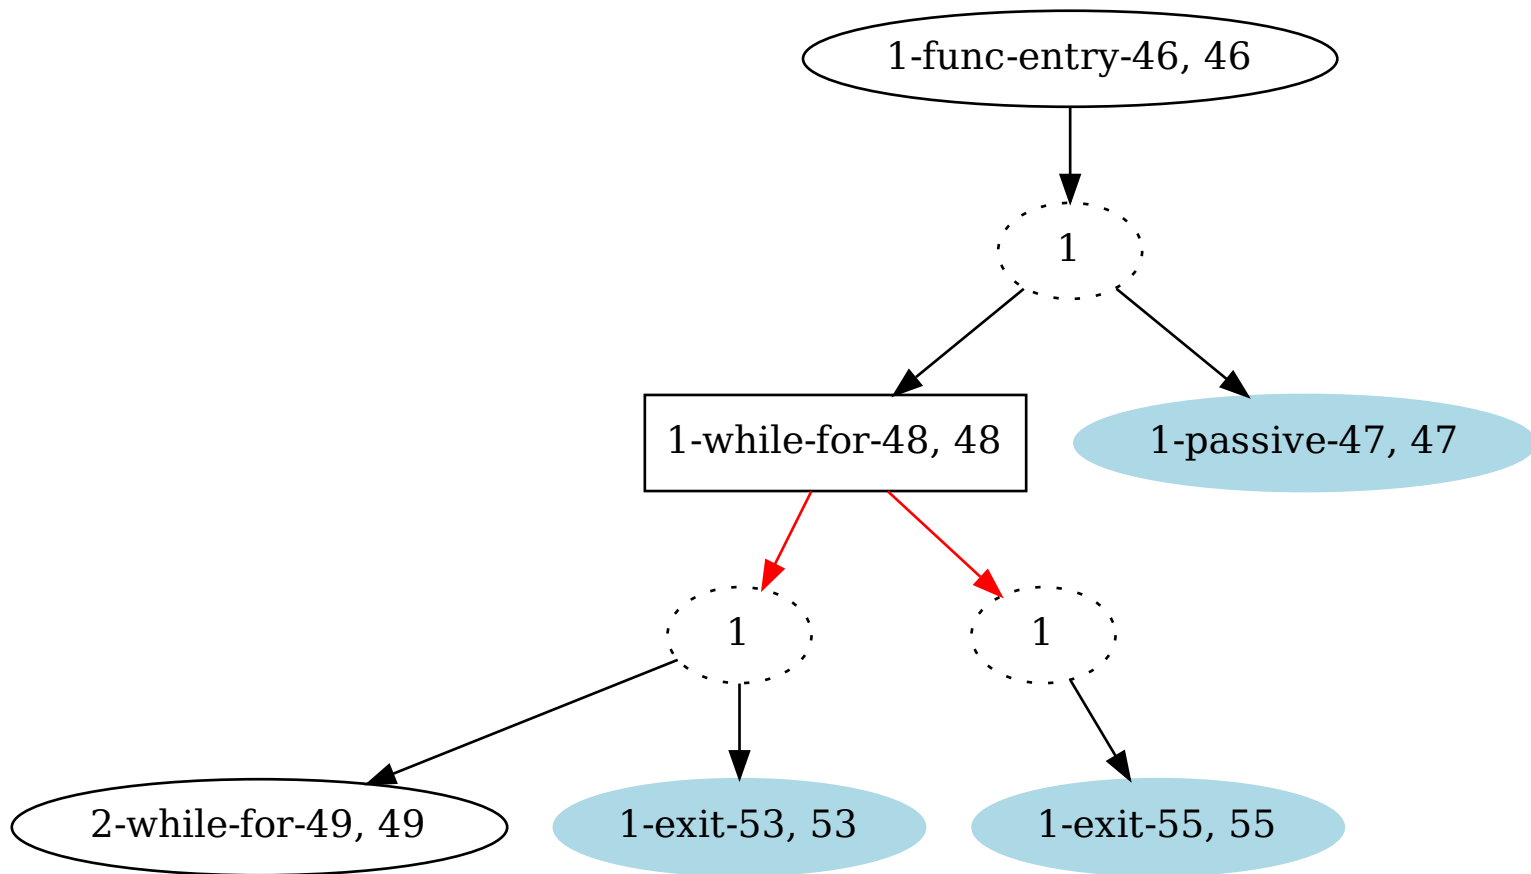 1-func-entry-46, 46
1
1-while-for-48, 48
1-passive-47, 47
1
1
2-while-for-49, 49
1-exit-53, 53
1-exit-55, 55